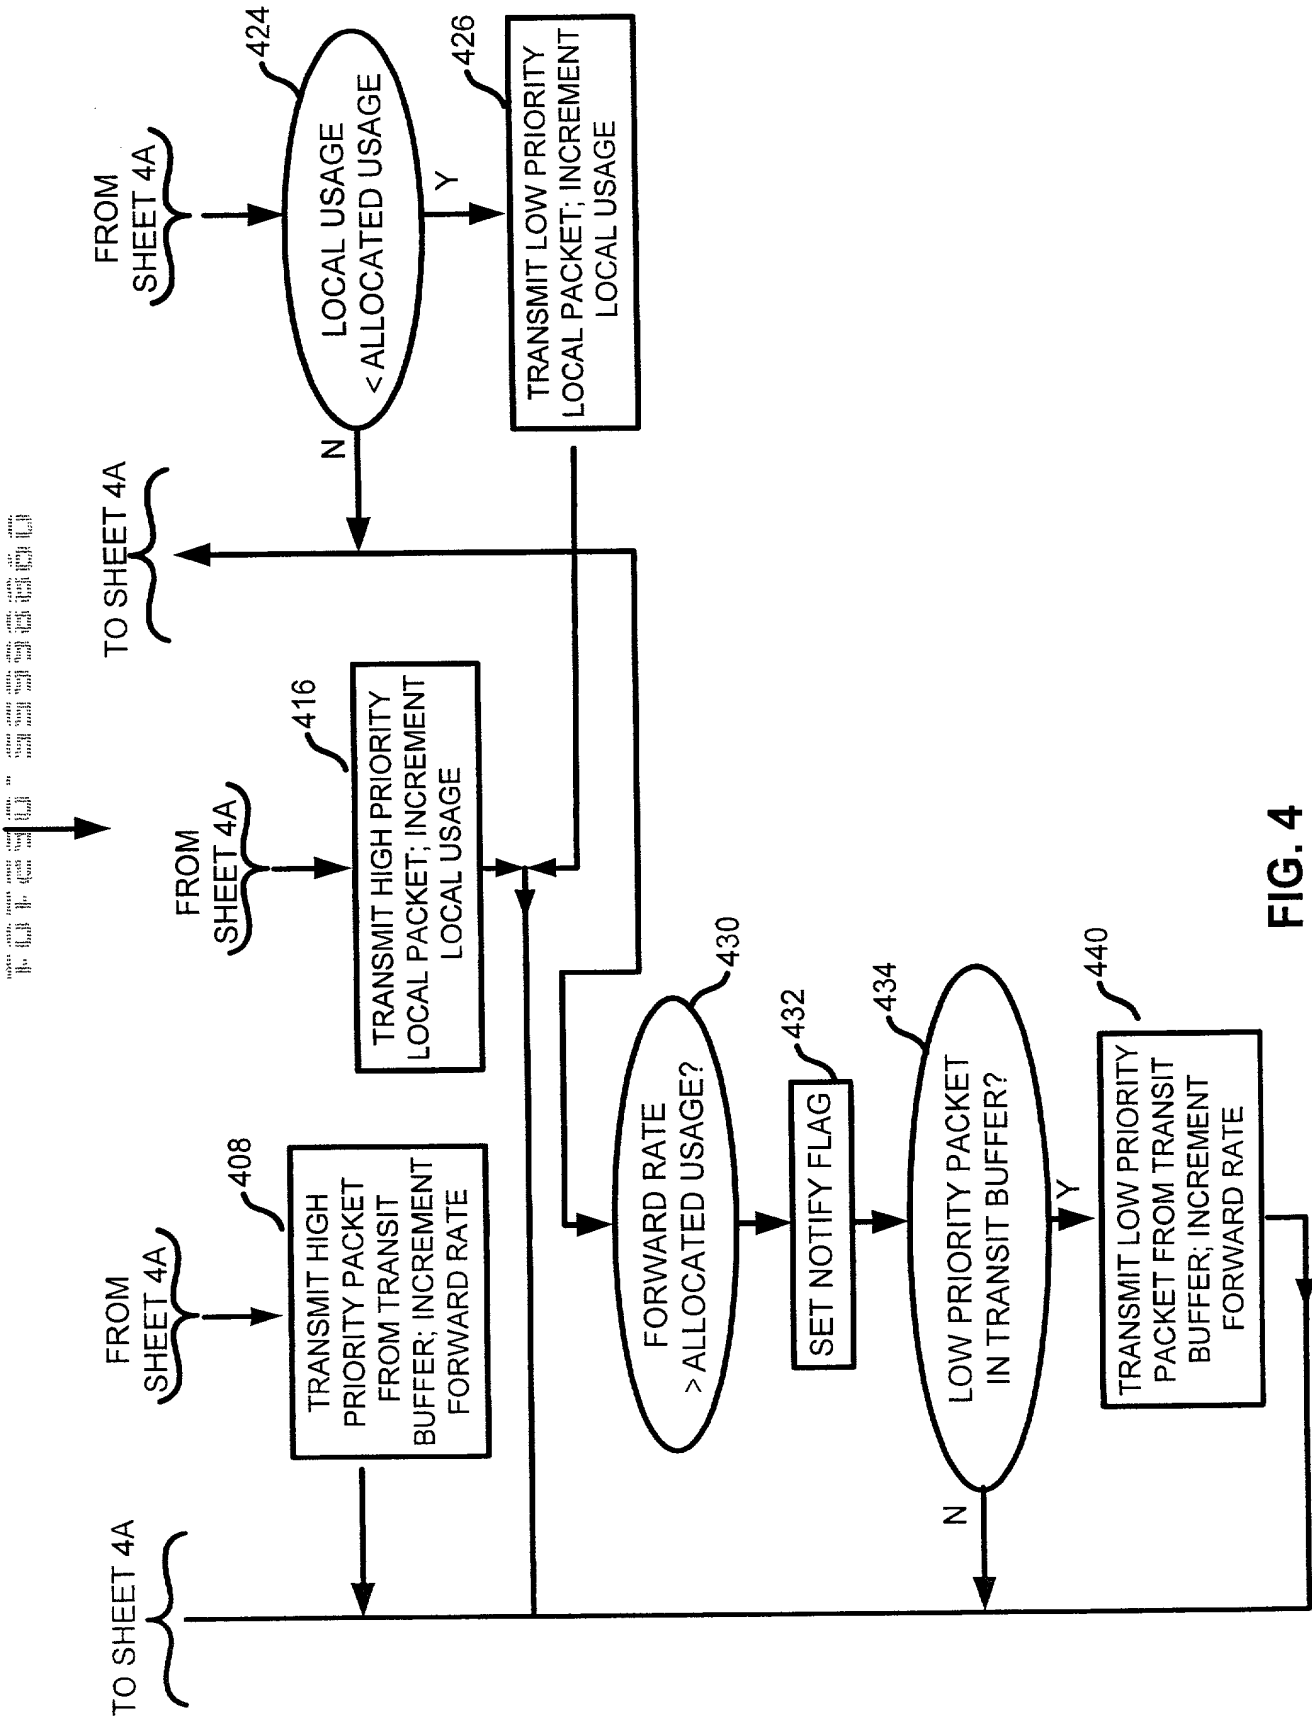 TO SHEET 4A
FROM
SHEET 4A
408
TRANSMIT HIGH
PRIORITY PACKET
FROM TRANSIT
BUFFER; INCREMENT
FORWARD RATE
FROM
SHEET 4A
416
TRANSMIT HIGH PRIORITY
LOCAL PACKET; INCREMENT
LOCAL USAGE
TO SHEET 4A
FROM
SHEET 4A
424
LOCAL USAGE
< ALLOCATED USAGE
N
Y
426
TRANSMIT LOW PRIORITY
LOCAL PACKET; INCREMENT
LOCAL USAGE
430
FORWARD RATE
> ALLOCATED USAGE?
432
SET NOTIFY FLAG
434
LOW PRIORITY PACKET
IN TRANSIT BUFFER?
N
Y
440
TRANSMIT LOW PRIORITY
PACKET FROM TRANSIT
BUFFER; INCREMENT
FORWARD RATE
FIG. 4